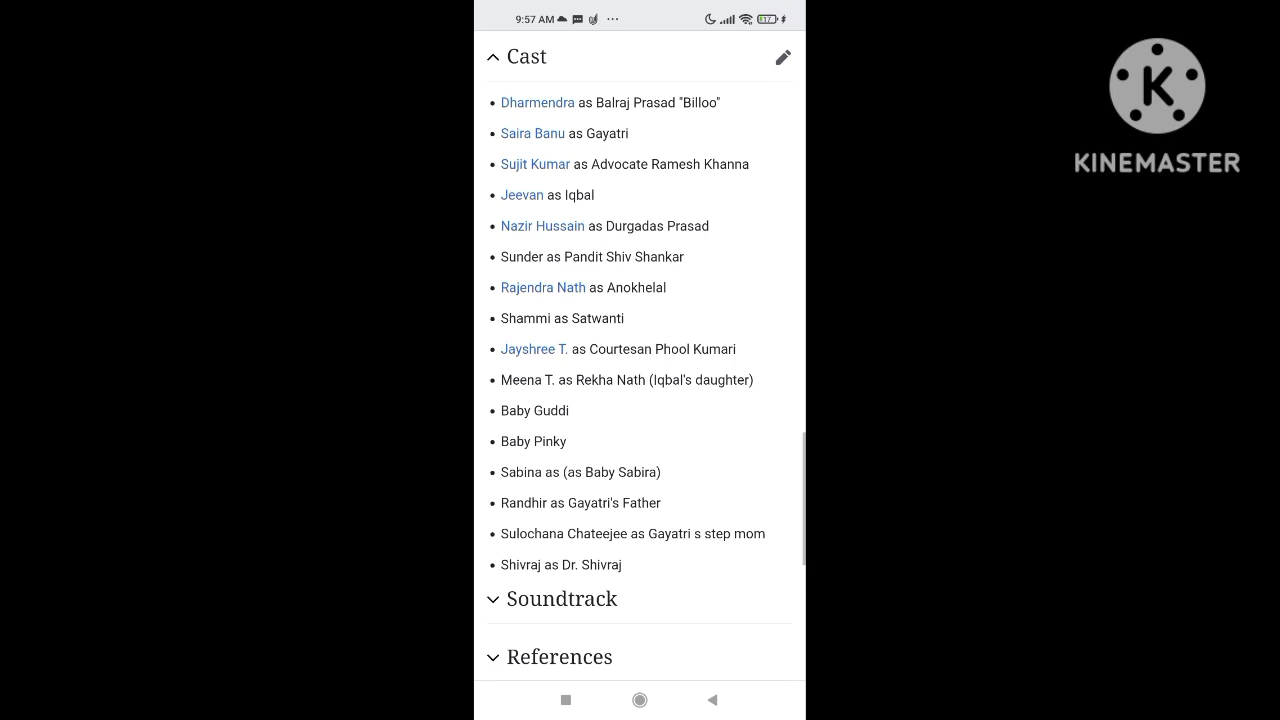 9:57 AM
17
Cast
Dharmendra as Balraj Prasad "Billoo"
Saira Banu as Gayatri
Sujit Kumar as Advocate Ramesh Khanna
Jeevan as Iqbal
Nazir Hussain as Durgadas Prasad
Sunder as Pandit Shiv Shankar
Rajendra Nath as Anokhelal
Shammi as Satwanti
Jayshree T. as Courtesan Phool Kumari
Meena T. as Rekha Nath (Iqbal's daughter)
Baby Guddi
Baby Pinky
Sabina as (as Baby Sabira)
Randhir as Gayatri's Father
Sulochana Chateejee as Gayatri s step mom
Shivraj as Dr. Shivraj
Soundtrack
References
K
KINEMASTER